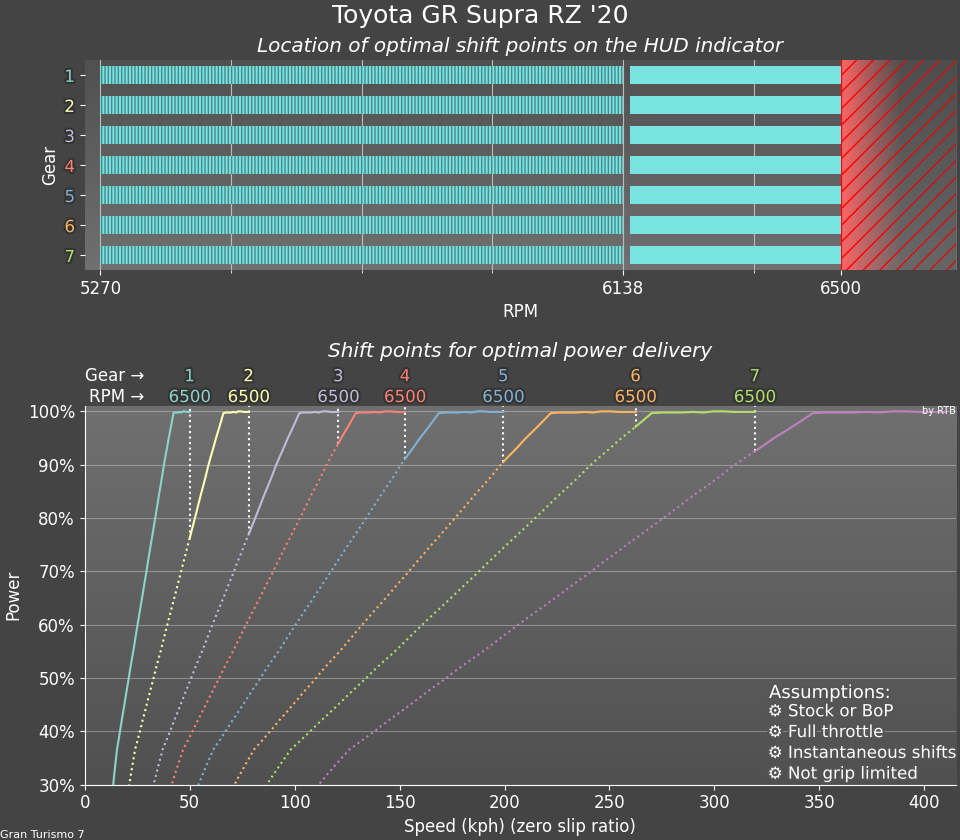 Toyota GR Supra RZ '20
Location of optimal shift points on the HUD indicator
Gear
1
2
3
4
5
6
7
5270 6138 6500
RPM
Shift points for optimal power delivery
Gear → 1 2 3 4 5 6 7
RPM → 6500 6500 6500 6500 6500 6500 6500
by RTB
Power
100%
90%
80%
70%
60%
50%
40%
30%
Assumptions:
⚙ Stock or BoP
⚙ Full throttle
⚙ Instantaneous shifts
⚙ Not grip limited
0 50 100 150 200 250 300 350 400
Speed (kph) (zero slip ratio)
Gran Turismo 7